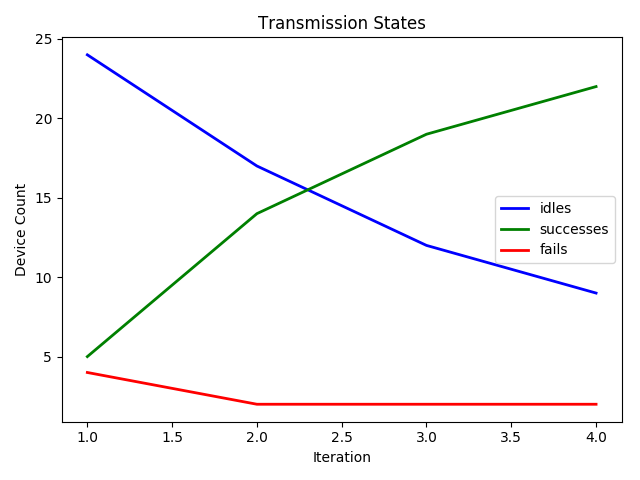 Transmission States
25
20
15
10
5
Device Count
1.0 1.5 2.0 2.5 3.0 3.5 4.0
Iteration
idles
successes
fails